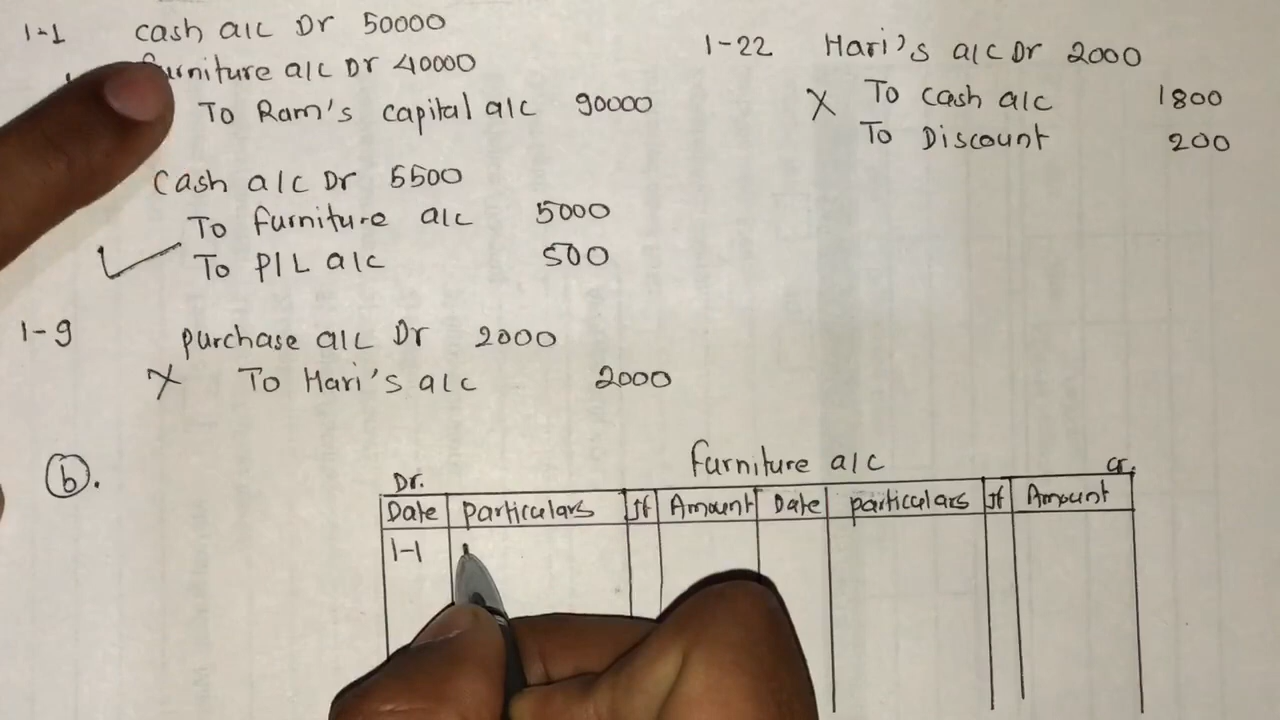 1-1 cash a/c Dr 50000
Furniture a/c Dr 40000
To Ram's capital a/c 90000
Cash a/c Dr 5500
To furniture a/c 5000
To P/L a/c 500
1-9 purchase a/c Dr 2000
X To Hari's a/c 2000
1-22 Hari's a/c Dr 2000
X To cash a/c 1800
To Discount 200
(b).
Furniture a/c
Dr. cr.
Date particulars Jf Amount Date particulars Jf Amount
1-1